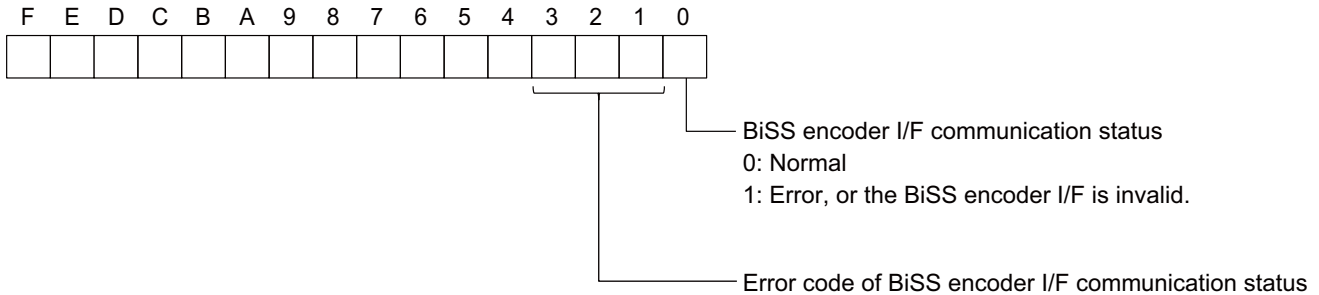 F E D C B A 9 8 7 6 5 4 3 2 1 0
BiSS encoder I/F communication status
0: Normal
1: Error, or the BiSS encoder I/F is invalid.
Error code of BiSS encoder I/F communication status